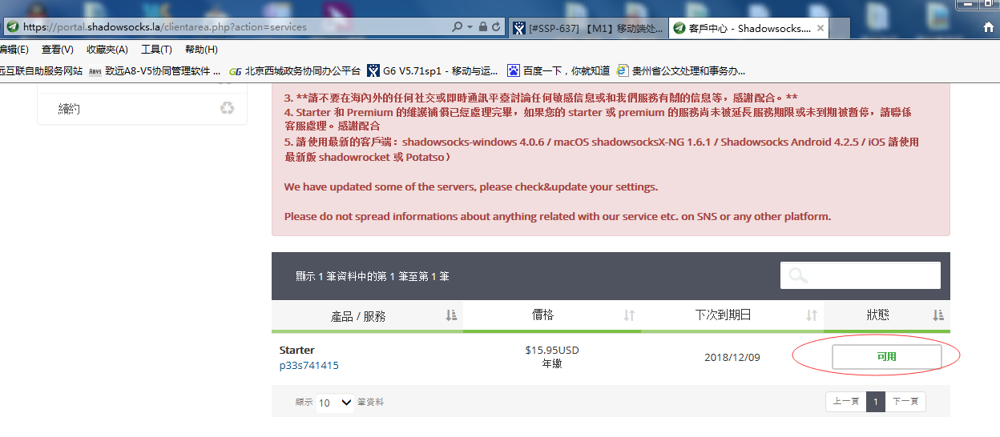 https://portal.shadowsocks.la/clientarea.php?action=services
[#SSP-637] 【M1】移动端处...
客戶中心 - Shadowsocks....
编辑(E) 查看(V) 收藏夹(A) 工具(T) 帮助(H)
远互联自助服务网站 致远A8-V5协同管理软件 ... 北京西城政务协同办公平台 G6 V5.71sp1 - 移动与运... 百度一下，你就知道 贵州省公文处理和事务办...
續約
3. **請不要在海內外的任何社交或即時通訊平臺討論任何敏感信息或和我們服務有關的信息等，感謝配合。**
4. Starter 和 Premium 的維護補償已經處理完畢，如果您的 starter 或 premium 的服務尚未被延長服務期限或未到期被暫停，請聯係
客服處理。感謝配合
5. 請使用最新的客戶端：shadowsocks-windows 4.0.6 / macOS shadowsocksX-NG 1.6.1 / Shadowsocks Android 4.2.5 / iOS 請使用
最新版 shadowrocket 或 Potatso）
We have updated some of the servers, please check&update your settings.
Please do not spread informations about anything related with our service etc. on SNS or any other platform.
顯示 1 筆資料中的第 1 筆至第 1 筆
產品 / 服務 價格 下次到期日 狀態
Starter
p33s741415
$15.95USD
年繳
2018/12/09
可用
顯示 10 筆資料
上一頁 1 下一頁